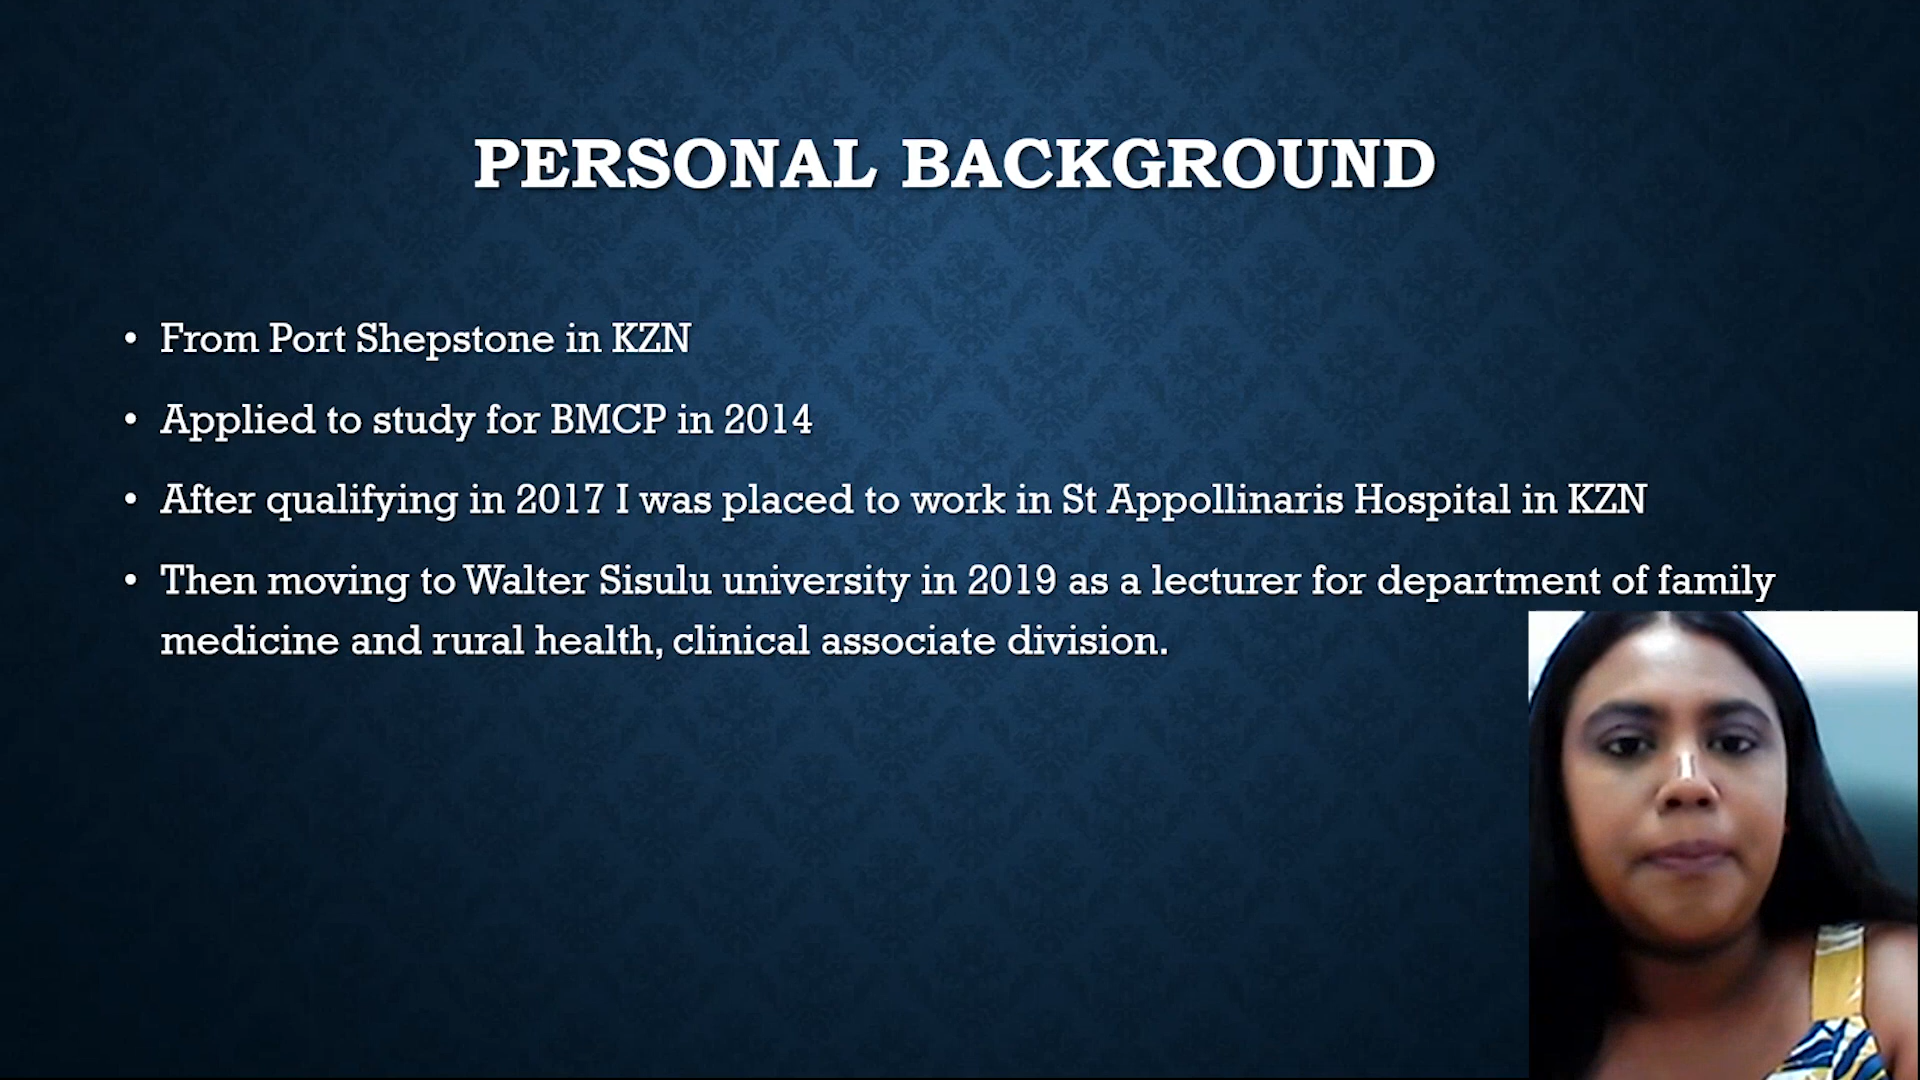 PERSONAL BACKGROUND
• From Port Shepstone in KZN
• Applied to study for BMCP in 2014
• After qualifying in 2017 I was placed to work in St Appollinaris Hospital in KZN
• Then moving to Walter Sisulu university in 2019 as a lecturer for department of family
medicine and rural health, clinical associate division.